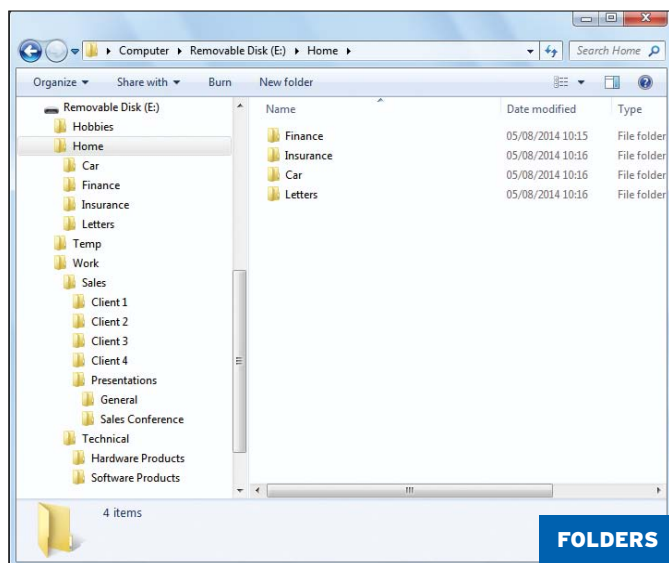 Computer ▸ Removable Disk (E:) ▸ Home ▸
Search Home
Organize ▾ Share with ▾ Burn New folder
Removable Disk (E:)
Hobbies
Home
Car
Finance
Insurance
Letters
Temp
Work
Sales
Client 1
Client 2
Client 3
Client 4
Presentations
General
Sales Conference
Technical
Hardware Products
Software Products
Name Date modified Type
Finance 05/08/2014 10:15 File folder
Insurance 05/08/2014 10:16 File folder
Car 05/08/2014 10:16 File folder
Letters 05/08/2014 10:16 File folder
4 items
FOLDERS